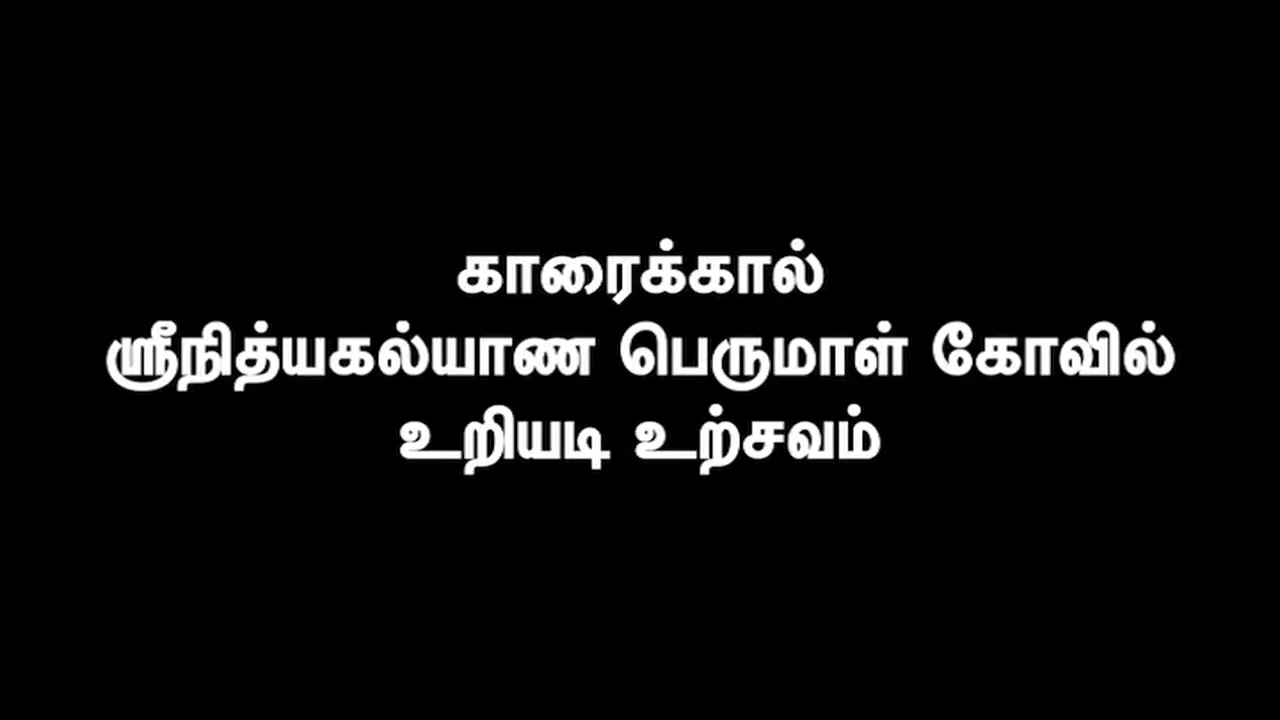 காரைக்கால்
ஸ்ரீநித்யகல்யாண பெருமாள் கோவில்
உறியடி உற்சவம்